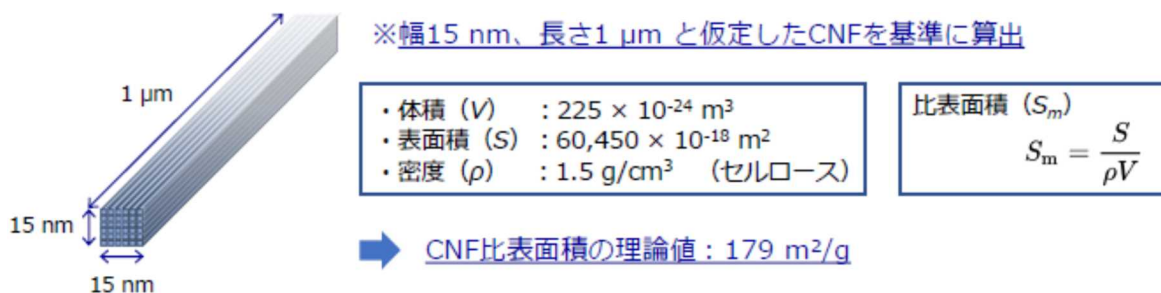 ※幅15 nm、長さ1 µm と仮定したCNFを基準に算出
1 µm
15 nm
15 nm
・体積（V） ：225 × 10⁻²⁴ m³
・表面積（S）：60,450 × 10⁻¹⁸ m²
・密度（ρ） ：1.5 g/cm³ （セルロース）
比表面積（Sₘ）
Sₘ = S / ρV
CNF比表面積の理論値：179 m²/g